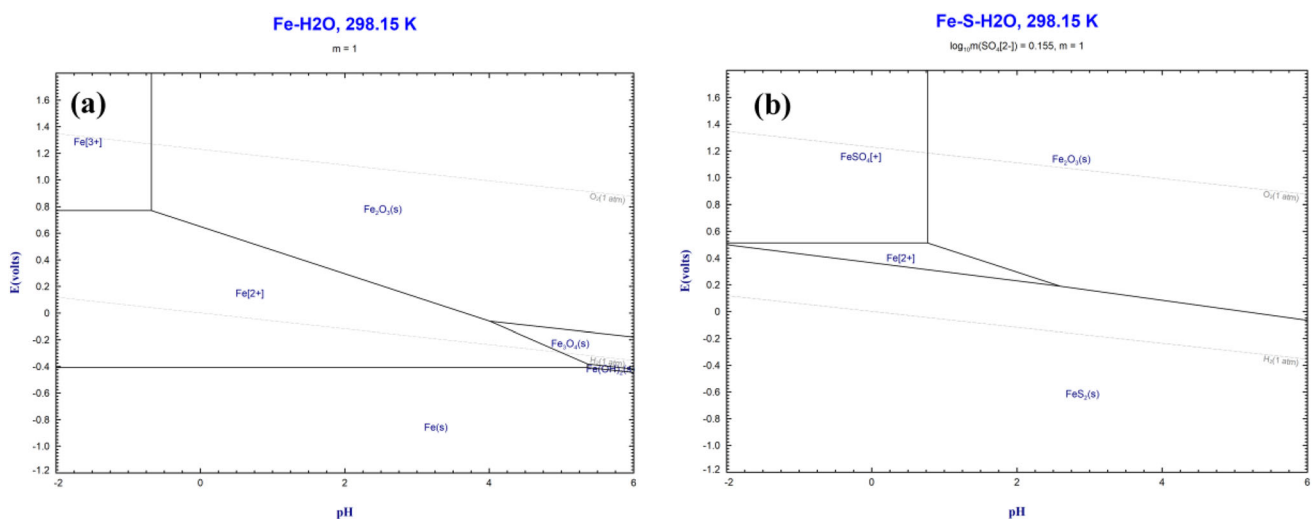 Fe-H2O, 298.15 K
m = 1
(a)
E(volts)
1.6
1.4
1.2
1.0
0.8
0.6
0.4
0.2
0
-0.2
-0.4
-0.6
-0.8
-1.0
-1.2
Fe[3+]
O₂(1 atm)
Fe₂O₃(s)
Fe[2+]
Fe₃O₄(s)
H₂(1 atm)
Fe(OH)₂(s
Fe(s)
-2 0 2 4 6
pH
Fe-S-H2O, 298.15 K
log₁₀m(SO₄[2-]) = 0.155, m = 1
(b)
E(volts)
1.6
1.4
1.2
1.0
0.8
0.6
0.4
0.2
0
-0.2
-0.4
-0.6
-0.8
-1.0
-1.2
FeSO₄[+]
Fe₂O₃(s)
O₂(1 atm)
Fe[2+]
H₂(1 atm)
FeS₂(s)
-2 0 2 4 6
pH